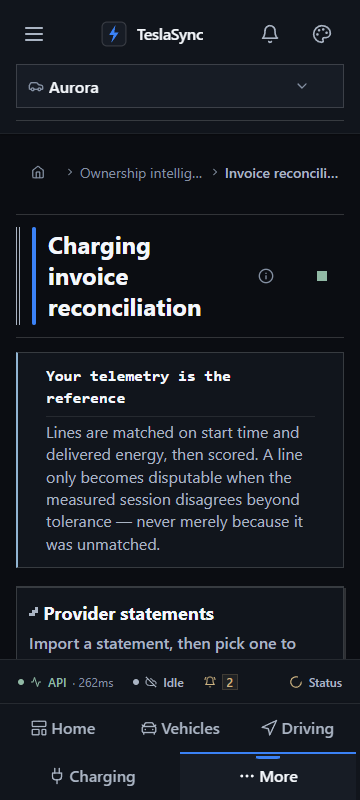 TeslaSync
Aurora
Ownership intellig... Invoice reconcili...
Charging
invoice
reconciliation
Your telemetry is the
reference
Lines are matched on start time and
delivered energy, then scored. A line
only becomes disputable when the
measured session disagrees beyond
tolerance — never merely because it
was unmatched.
Provider statements
Import a statement, then pick one to
API · 262ms Idle 2 Status
Home Vehicles Driving
Charging More